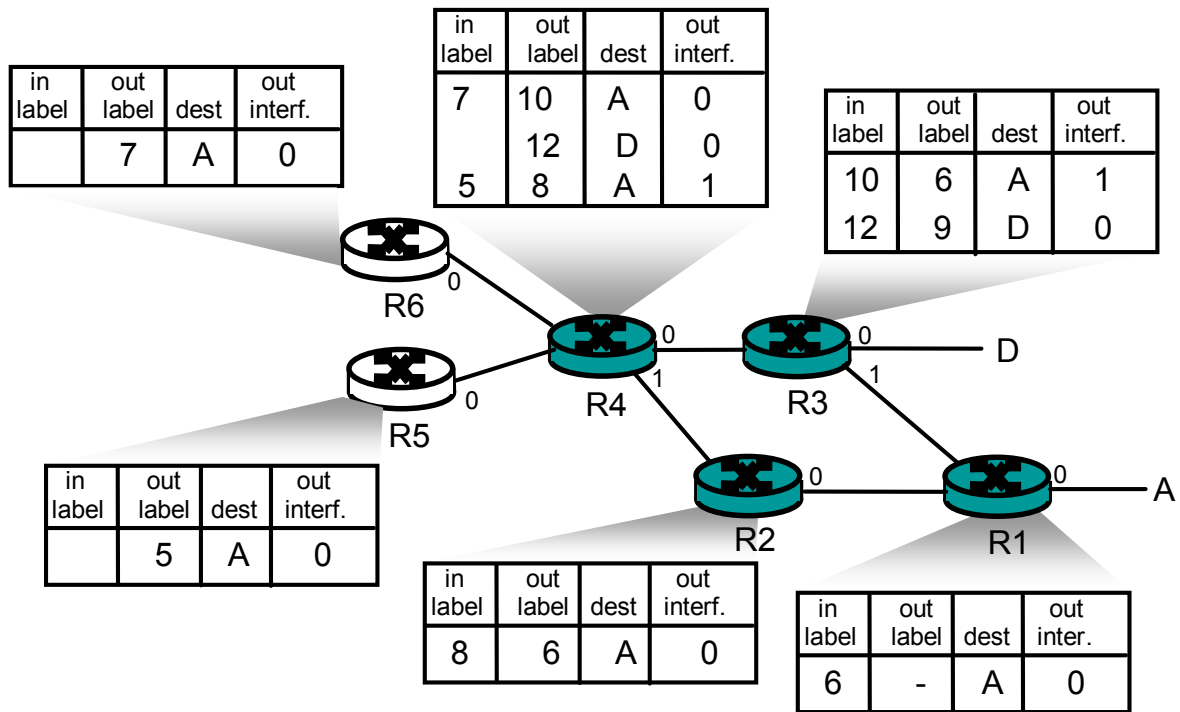 in out dest out
label label interf.
7 10 A 0
12 D 0
5 8 A 1
in out dest out
label label interf.
7 A 0
in out dest out
label label interf.
10 6 A 1
12 9 D 0
0
R6
0
R5
0
1
R4
0
1
R3
D
0
R2
0
R1
A
in out dest out
label label interf.
5 A 0
in out dest out
label label interf.
8 6 A 0
in out dest out
label label inter.
6 - A 0